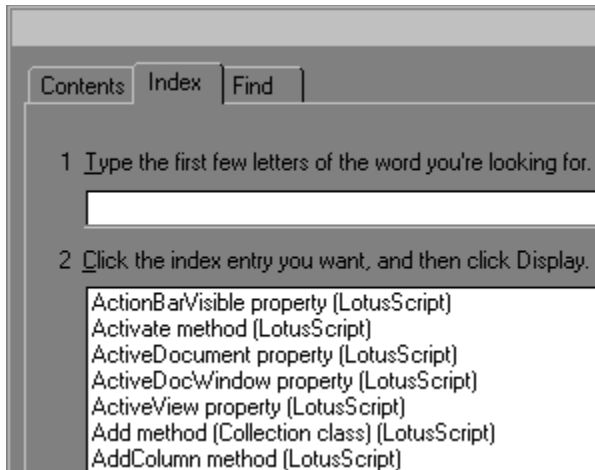 Contents Index Find
1 Type the first few letters of the word you're looking for.
2 Click the index entry you want, and then click Display.
ActionBarVisible property (LotusScript)
Activate method (LotusScript)
ActiveDocument property (LotusScript)
ActiveDocWindow property (LotusScript)
ActiveView property (LotusScript)
Add method (Collection class) (LotusScript)
AddColumn method (LotusScript)